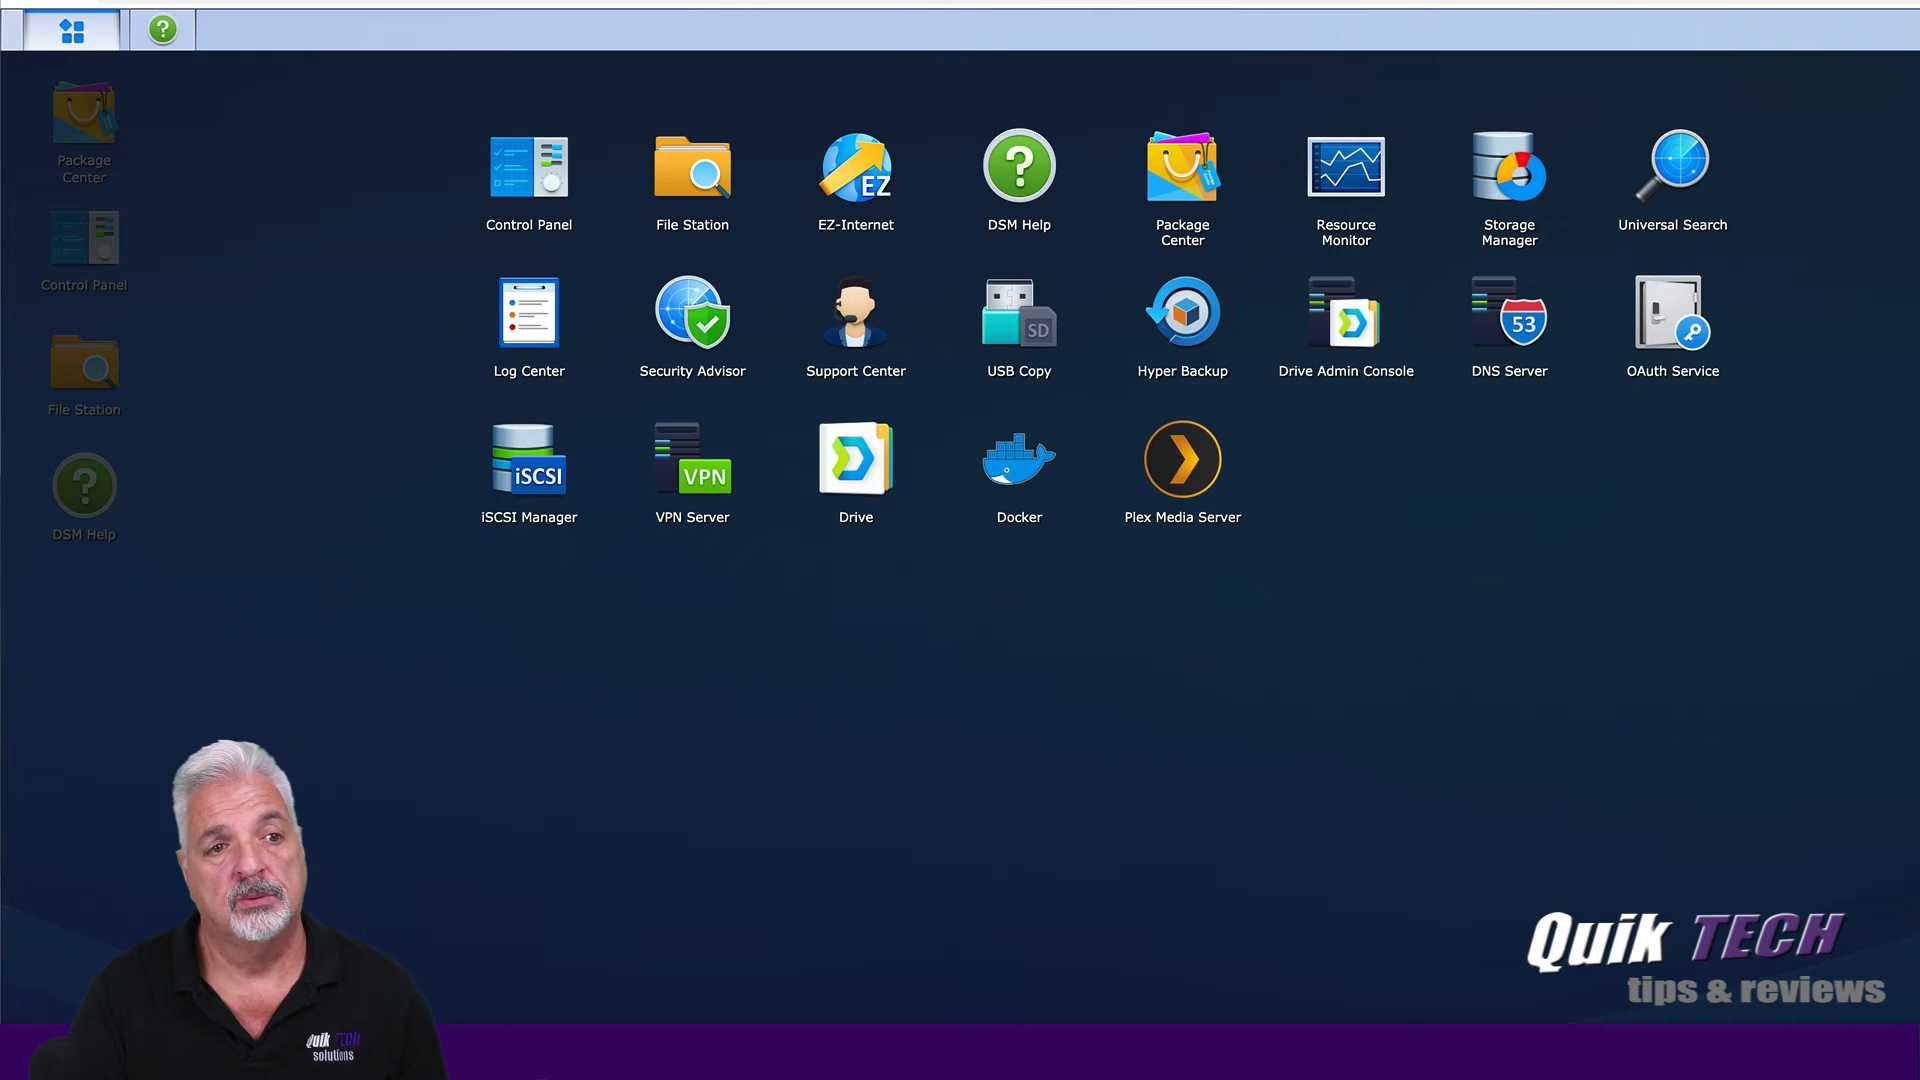 ?
Package
Center
Control Panel
File Station
?
DSM Help
Control Panel
File Station
EZ
EZ-Internet
?
DSM Help
Package
Center
Resource
Monitor
Storage
Manager
Universal Search
Log Center
Security Advisor
Support Center
SD
USB Copy
Hyper Backup
Drive Admin Console
53
DNS Server
OAuth Service
iSCSI
iSCSI Manager
VPN
VPN Server
Drive
Docker
Plex Media Server
Quik TECH
tips & reviews
Quik TECH
solutions